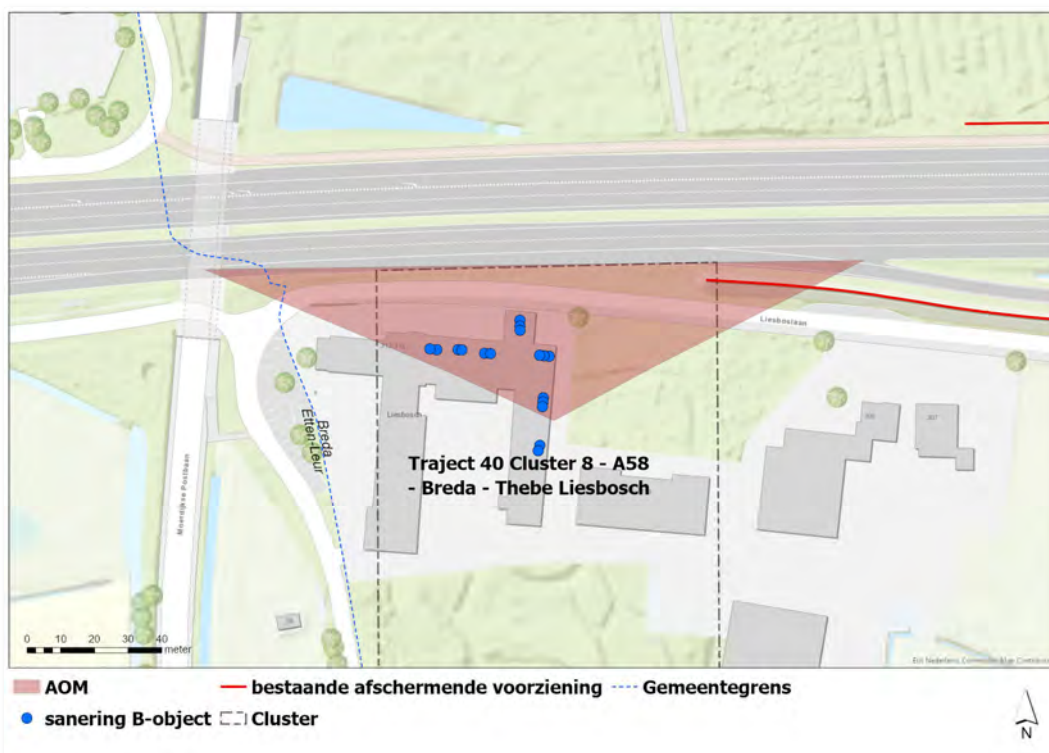 Liesboslaan
Liesbosch
Breda
Etten-Leur
Moerdijkse Postbaan
Traject 40 Cluster 8 - A58
- Breda - Thebe Liesbosch
0 10 20 30 40
meter
AOM
bestaande afschermende voorziening
Gemeentegrens
sanering B-object
Cluster
N